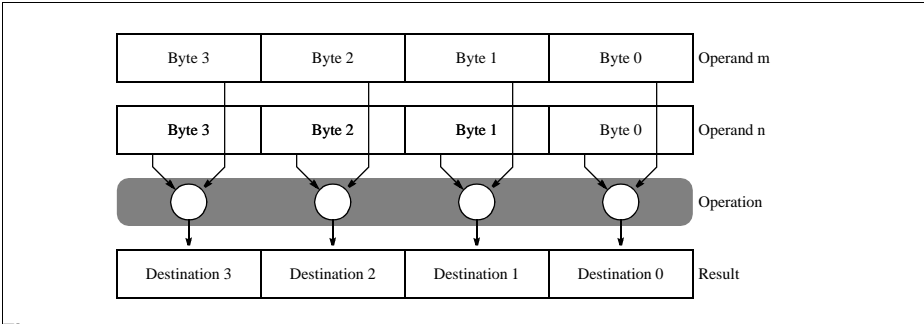 Byte 3 Byte 2 Byte 1 Byte 0 Operand m
Byte 3 Byte 2 Byte 1 Byte 0 Operand n
Operation
Destination 3 Destination 2 Destination 1 Destination 0 Result